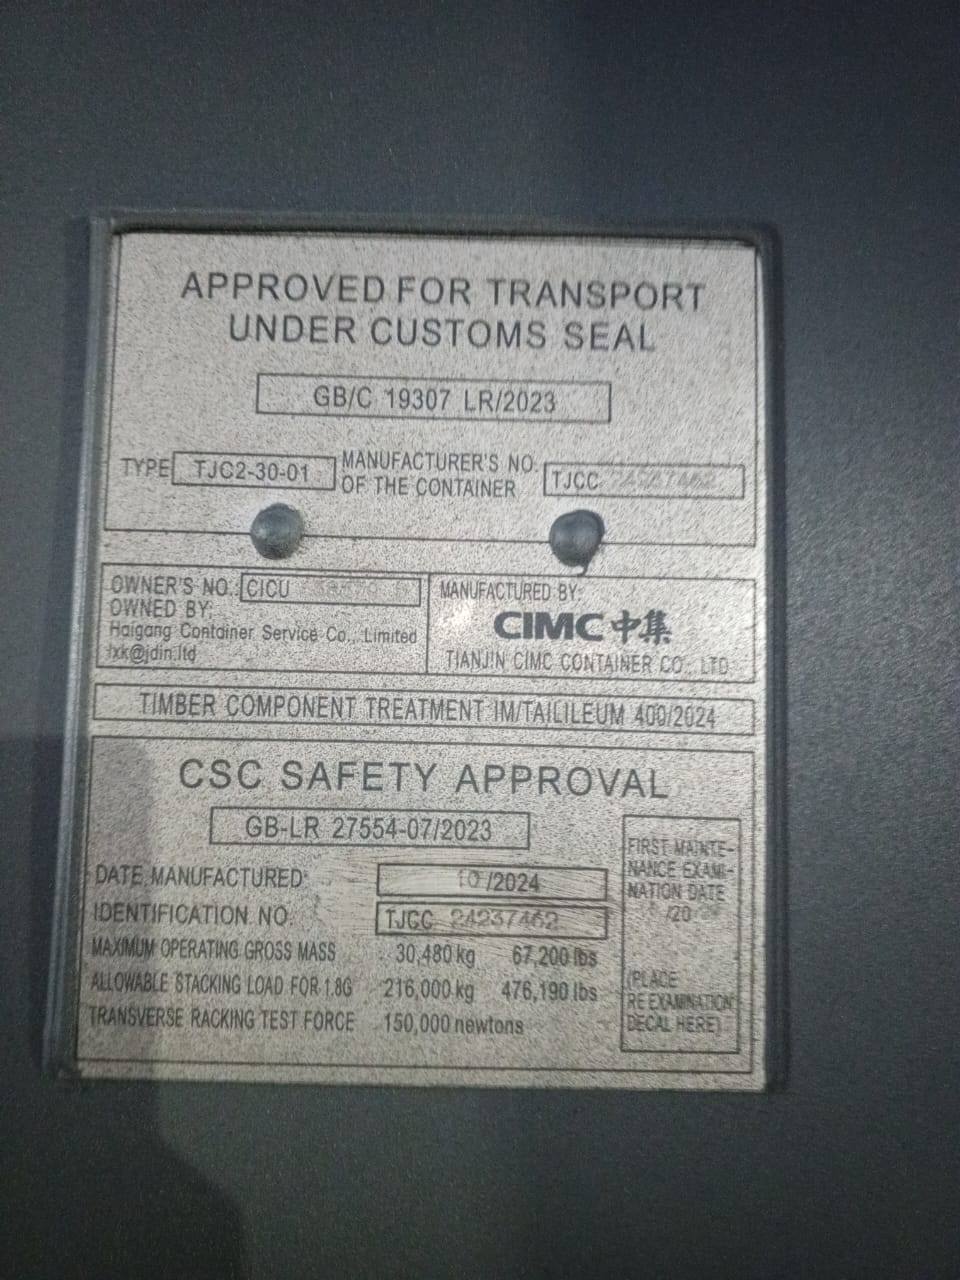 APPROVED FOR TRANSPORT
UNDER CUSTOMS SEAL
GB/C 19307 LR/2023
TYPE TJC2-30-01
MANUFACTURER'S NO.
OF THE CONTAINER
TJCC 24237462
OWNER'S NO.: CICU
OWNED BY:
Haigang Container Service Co., Limited
lxk@jdin.ltd
MANUFACTURED BY:
CIMC 中集
TIANJIN CIMC CONTAINER CO., LTD
TIMBER COMPONENT TREATMENT IM/TAILILEUM 400/2024
CSC SAFETY APPROVAL
GB-LR 27554-07/2023
DATE MANUFACTURED: 10/2024
IDENTIFICATION NO. TJCC 24237462
MAXIMUM OPERATING GROSS MASS 30,480 kg 67,200 lbs
ALLOWABLE STACKING LOAD FOR 1.8G 216,000 kg 476,190 lbs
TRANSVERSE RACKING TEST FORCE 150,000 newtons
FIRST MAINTE-
NANCE EXAMI-
NATION DATE
/20
(PLACE
RE EXAMINATION
DECAL HERE)